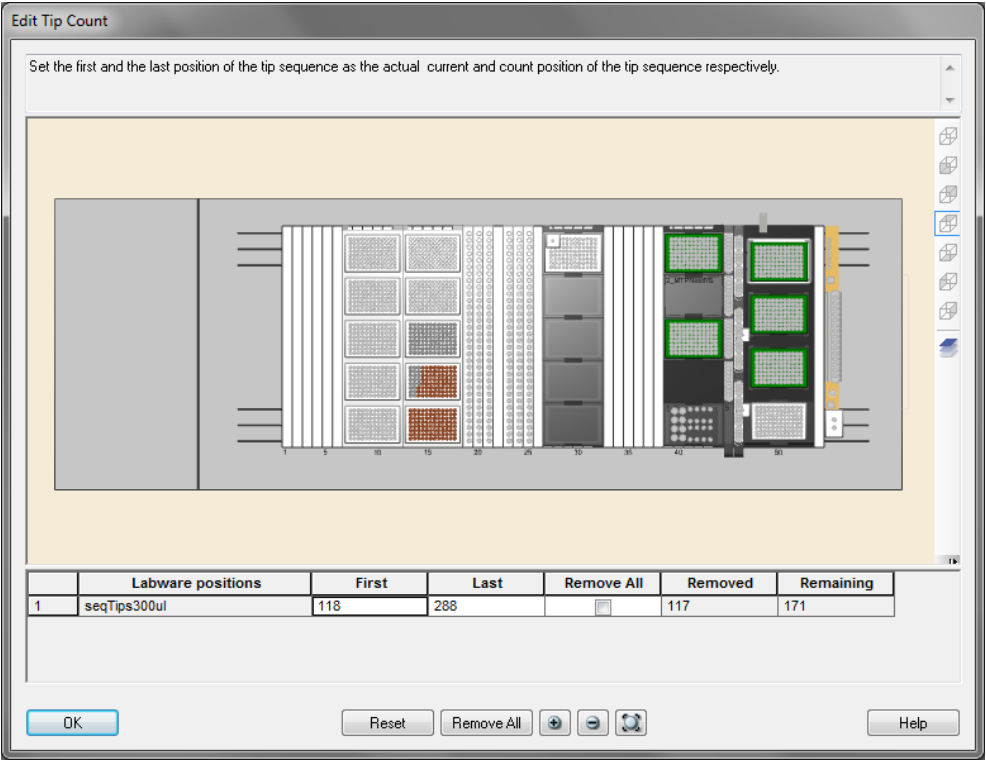 Edit Tip Count
Set the first and the last position of the tip sequence as the actual current and count position of the tip sequence respectively.
1 5 10 15 20 25 30 35 40 50
Labware positions First Last Remove All Removed Remaining
1 seqTips300ul 118 288 117 171
OK Reset Remove All Help